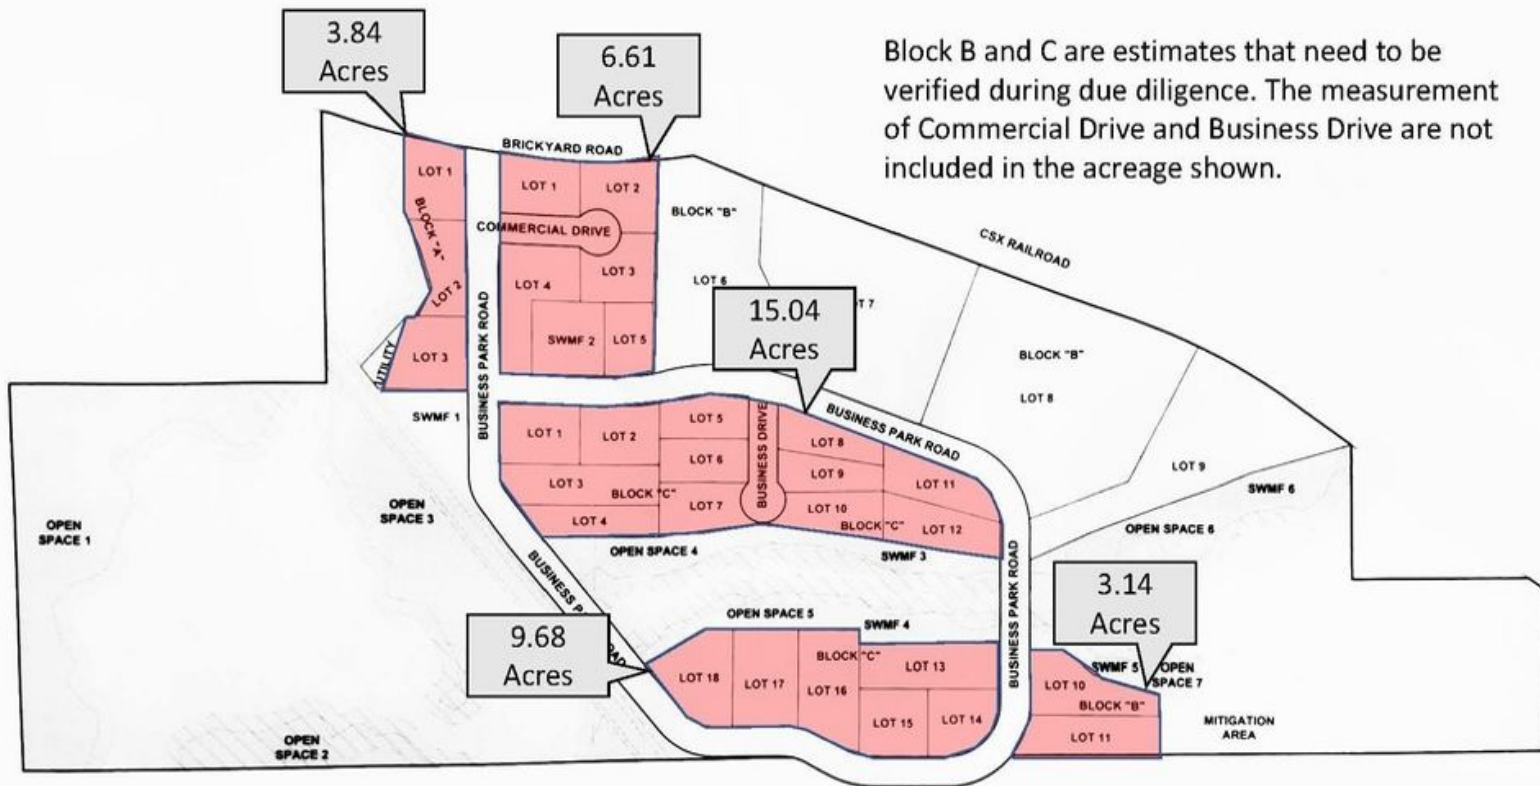 3.84
Acres
6.61
Acres
Block B and C are estimates that need to be
verified during due diligence. The measurement
of Commercial Drive and Business Drive are not
included in the acreage shown.
BRICKYARD ROAD
LOT 1
LOT 1
LOT 2
BLOCK "A"
BLOCK "B"
COMMERCIAL DRIVE
CSX RAILROAD
LOT 2
LOT 4
LOT 3
LOT 6
15.04
Acres
T 7
UTILITY
LOT 3
SWMF 2
LOT 5
BUSINESS PARK ROAD
BLOCK "B"
LOT 8
SWMF 1
LOT 1
LOT 2
LOT 5
BUSINESS DRIVE
BUSINESS PARK ROAD
LOT 8
LOT 6
LOT 9
LOT 11
LOT 9
SWMF 6
LOT 3
BLOCK "C"
LOT 7
LOT 10
LOT 4
BLOCK "C"
LOT 12
OPEN
SPACE 1
OPEN
SPACE 3
OPEN SPACE 6
OPEN SPACE 4
SWMF 3
BUSINESS P
OAD
BUSINESS PARK ROAD
3.14
Acres
9.68
Acres
OPEN SPACE 5
SWMF 4
BLOCK "C"
LOT 13
LOT 18
LOT 17
LOT 16
LOT 15
LOT 14
SWMF 5
OPEN
SPACE 7
LOT 10
BLOCK "B"
LOT 11
MITIGATION
AREA
OPEN
SPACE 2